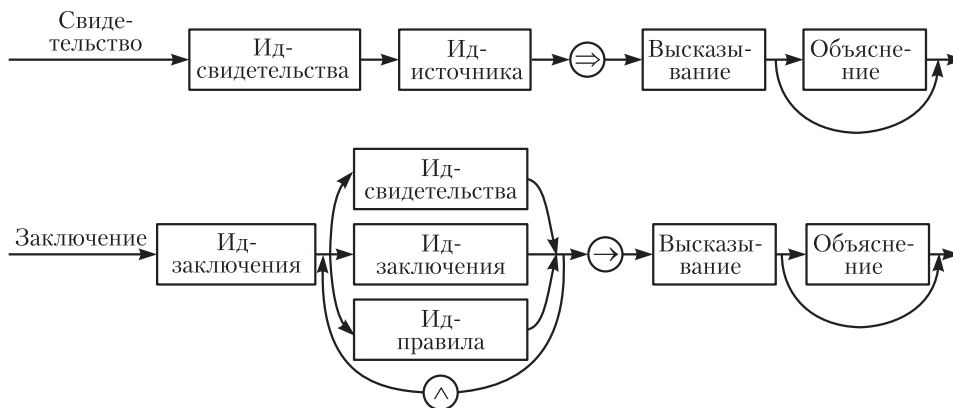 Свиде-
тельство
Ид-
свидетельства
Ид-
источника
⇒
Высказы-
вание
Объясне-
ние
Заключение
Ид-
заключения
Ид-
свидетельства
Ид-
заключения
Ид-
правила
∧
→
Высказы-
вание
Объясне-
ние